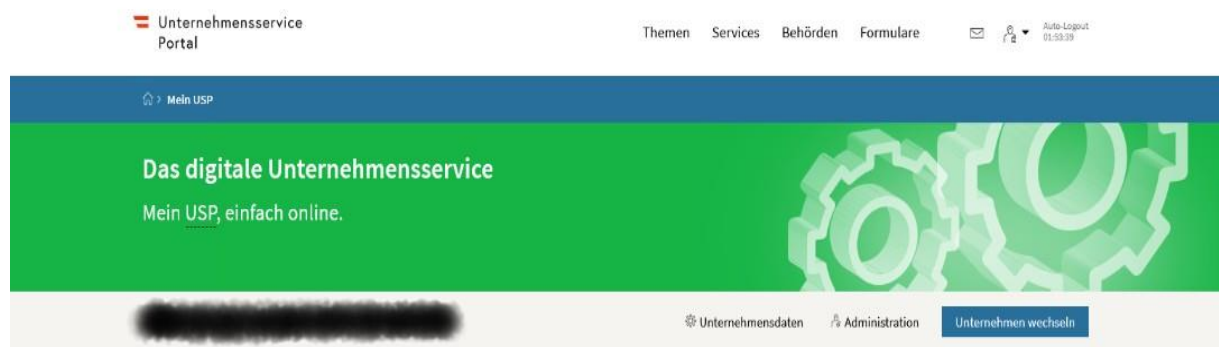 Unternehmensservice
Portal
Themen Services Behörden Formulare
Auto-Logout
01:53:39
Mein USP
Das digitale Unternehmensservice
Mein USP, einfach online.
Unternehmensdaten Administration Unternehmen wechseln